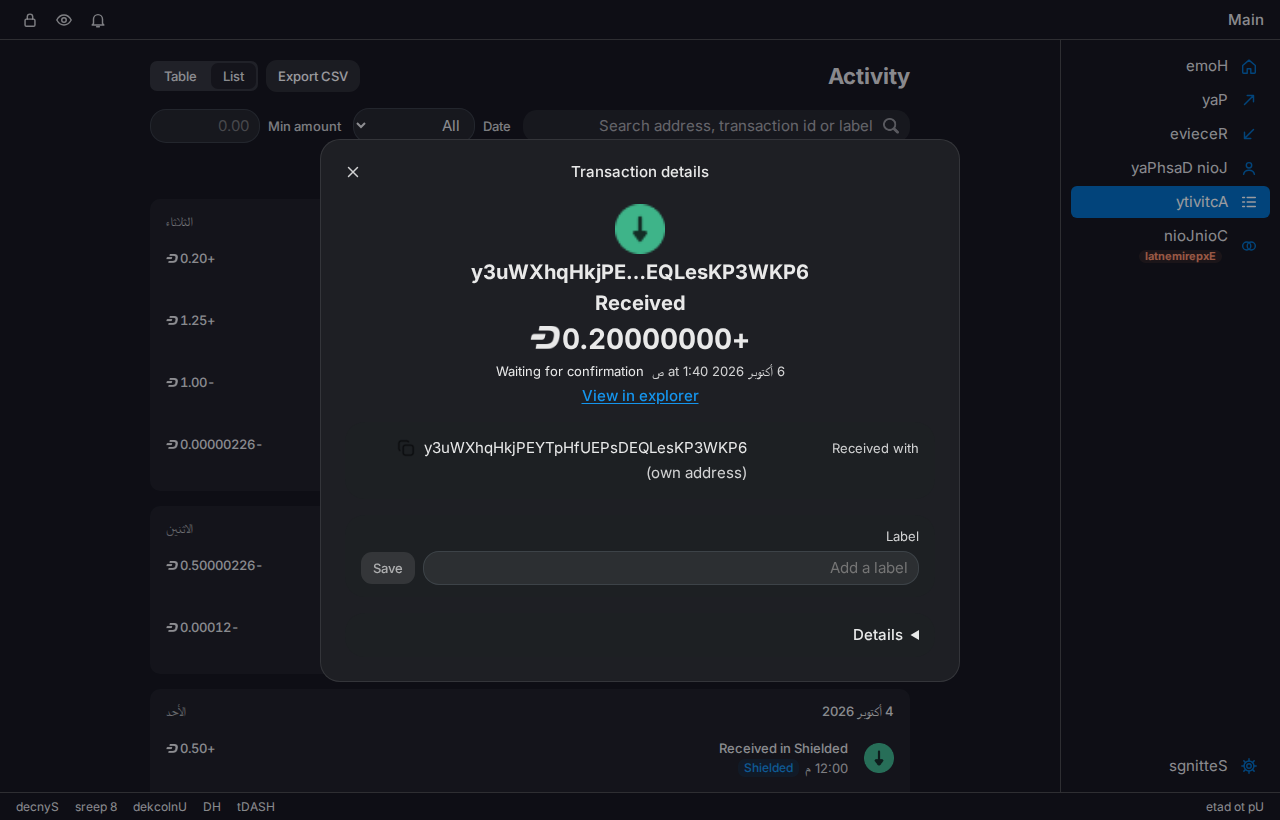 Main
Home
yaP
evieceR
yaPhsaD nioJ
ytivitcA
nioJnioC
latnemirepxE
sgnitteS
Activity
Export CSV
List
Table
Search address, transaction id or label
Date
All
Min amount
0.00
الثلاثاء
0.20+
1.25+
1.00-
0.00000226-
الاثنين
0.50000226-
0.00012-
4 أكتوبر 2026
الأحد
Received in Shielded
0.50+
12:00 م
Shielded
Transaction details
y3uWXhqHkjPE…EQLesKP3WKP6
Received
0.20000000+
6 أكتوبر 2026 at 1:40 ص Waiting for confirmation
View in explorer
Received with
y3uWXhqHkjPEYTpHfUEPsDEQLesKP3WKP6
(own address)
Label
Add a label
Save
Details
etad ot pU
decnyS
sreep 8
dekcolnU
DH
tDASH